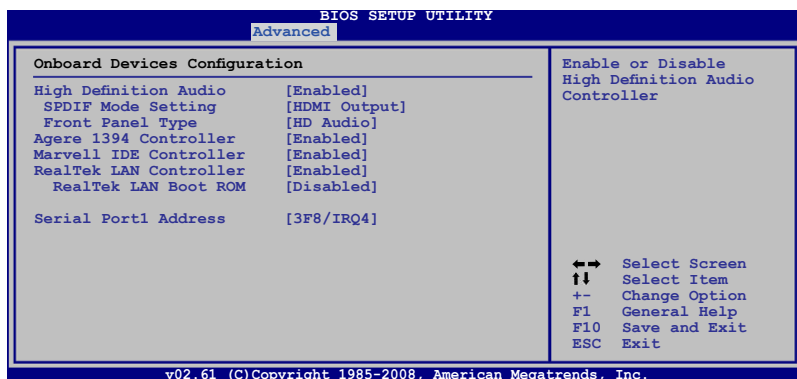 BIOS SETUP UTILITY
Advanced
Onboard Devices Configuration
High Definition Audio [Enabled]
SPDIF Mode Setting [HDMI Output]
Front Panel Type [HD Audio]
Agere 1394 Controller [Enabled]
Marvell IDE Controller [Enabled]
RealTek LAN Controller [Enabled]
RealTek LAN Boot ROM [Disabled]
Serial Port1 Address [3F8/IRQ4]
Enable or Disable
High Definition Audio
Controller
←→ Select Screen
↑↓ Select Item
+- Change Option
F1 General Help
F10 Save and Exit
ESC Exit
v02.61 (C)Copyright 1985-2008, American Megatrends, Inc.